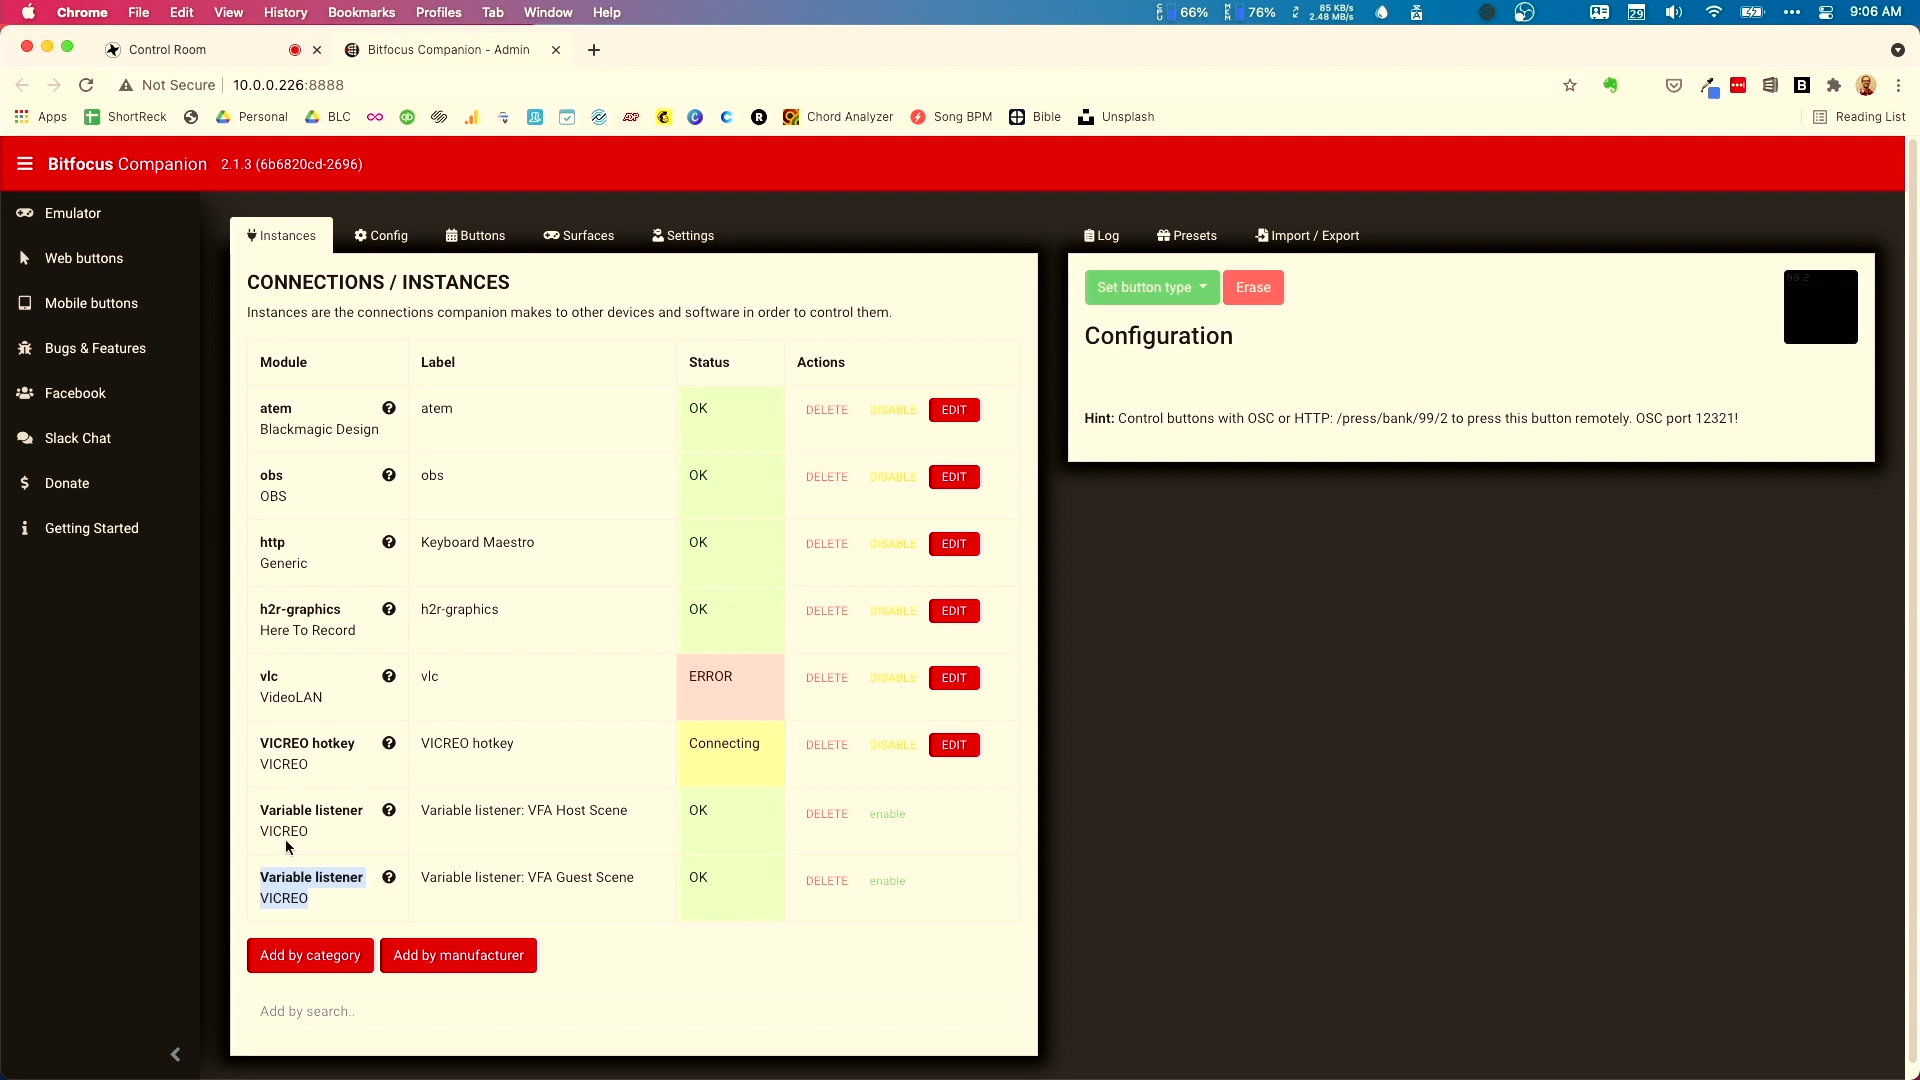 Chrome File Edit View History Bookmarks Profiles Tab Window Help 66% 76% 85 KB/s 2.48 MB/s 29 9:06 AM
Control Room Bitfocus Companion - Admin
Not Secure 10.0.0.226:8888
Apps ShortReck Personal BLC Chord Analyzer Song BPM Bible Unsplash Reading List
Bitfocus Companion 2.1.3 (6b6820cd-2696)
Emulator
Web buttons
Mobile buttons
Bugs & Features
Facebook
Slack Chat
Donate
Getting Started
Instances Config Buttons Surfaces Settings
CONNECTIONS / INSTANCES
Instances are the connections companion makes to other devices and software in order to control them.
Module Label Status Actions
atem atem OK DELETE DISABLE EDIT
Blackmagic Design
obs obs OK DELETE DISABLE EDIT
OBS
http Keyboard Maestro OK DELETE DISABLE EDIT
Generic
h2r-graphics h2r-graphics OK DELETE DISABLE EDIT
Here To Record
vlc vlc ERROR DELETE DISABLE EDIT
VideoLAN
VICREO hotkey VICREO hotkey Connecting DELETE DISABLE EDIT
VICREO
Variable listener Variable listener: VFA Host Scene OK DELETE enable
VICREO
Variable listener Variable listener: VFA Guest Scene OK DELETE enable
VICREO
Add by category Add by manufacturer
Add by search..
Log Presets Import / Export
Set button type Erase
Configuration
Hint: Control buttons with OSC or HTTP: /press/bank/99/2 to press this button remotely. OSC port 12321!